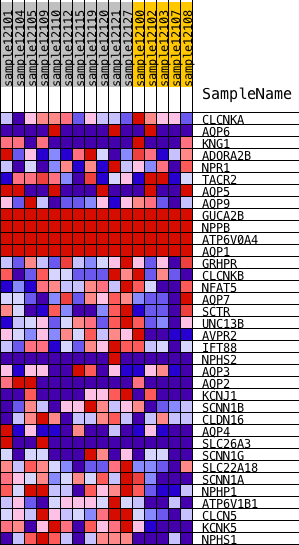 sample12101
sample12104
sample12105
sample12109
sample12110
sample12112
sample12115
sample12119
sample12120
sample12121
sample12122
sample12100
sample12102
sample12103
sample12107
sample12108
SampleName
CLCNKA
AQP6
KNG1
ADORA2B
NPR1
TACR2
AQP5
AQP9
GUCA2B
NPPB
ATP6V0A4
AQP1
GRHPR
CLCNKB
NFAT5
AQP7
SCTR
UNC13B
AVPR2
IFT88
NPHS2
AQP3
AQP2
KCNJ1
SCNN1B
CLDN16
AQP4
SLC26A3
SCNN1G
SLC22A18
SCNN1A
NPHP1
ATP6V1B1
CLCN5
KCNK5
NPHS1